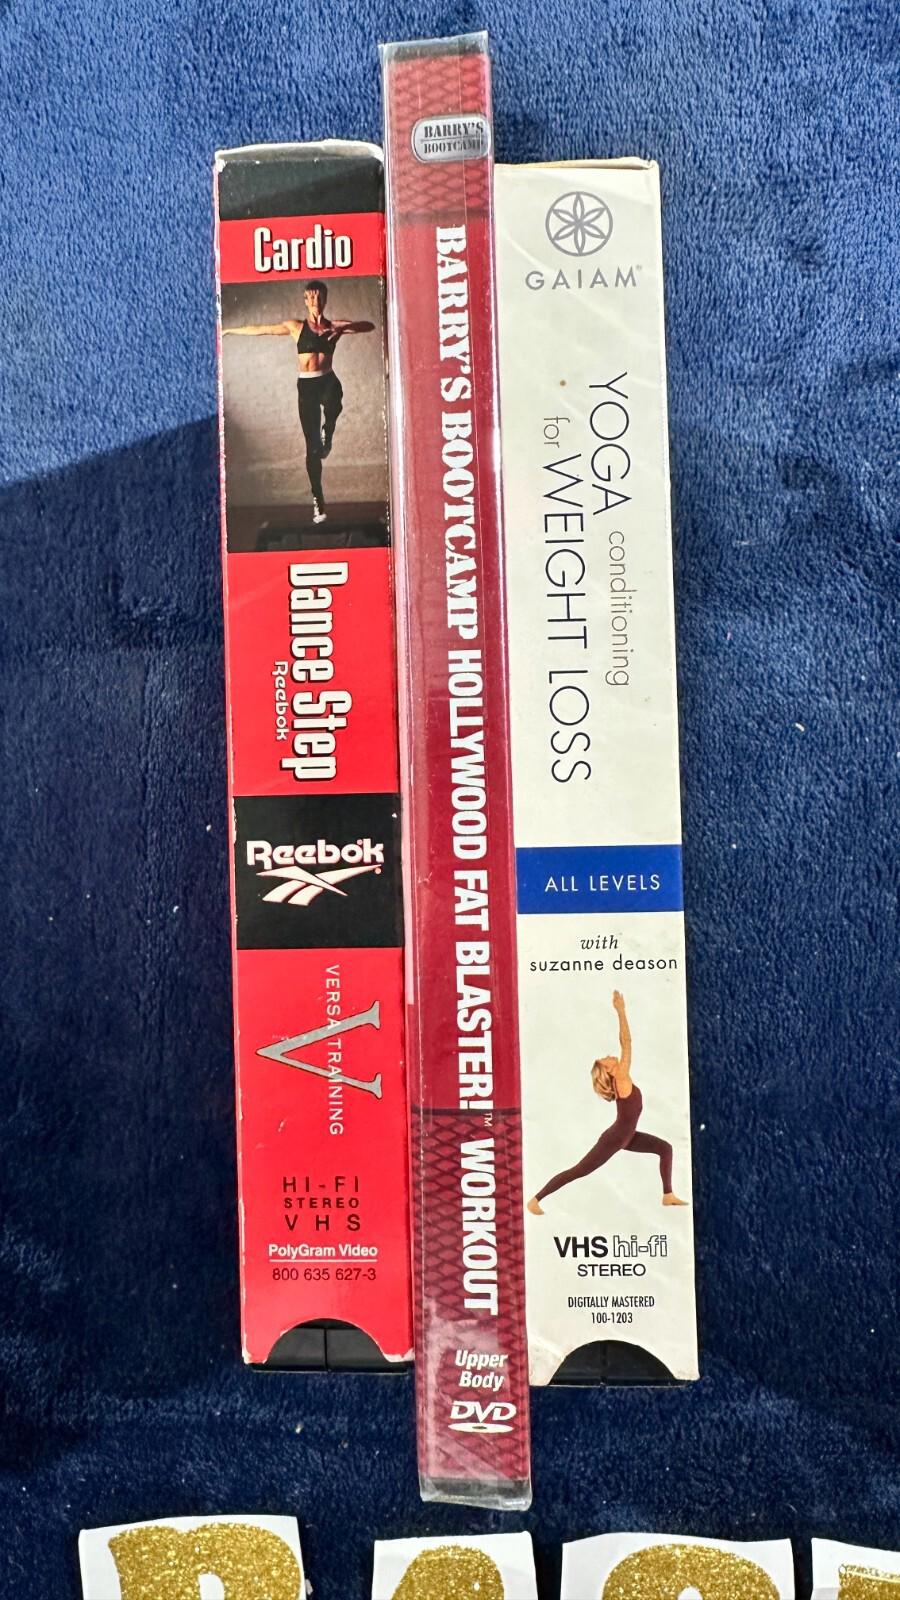 Cardio
Dance Step
Reebok
Reebok
VERSA TRAINING
V
HI-FI
STEREO
VHS
PolyGram Video
800 635 627-3
BARRY'S
BOOTCAMP
BARRY'S BOOTCAMP HOLLYWOOD FAT BLASTER!™ WORKOUT
Upper
Body
DVD
GAIAM®
YOGA conditioning
for WEIGHT LOSS
ALL LEVELS
with
suzanne deason
VHS hi-fi
STEREO
DIGITALLY MASTERED
100-1203